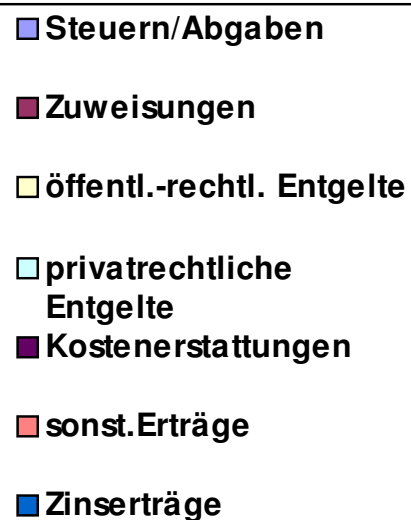 Steuern/Abgaben
Zuweisungen
öffentl.-rechtl. Entgelte
privatrechtliche
Entgelte
Kostenerstattungen
sonst.Erträge
Zinserträge